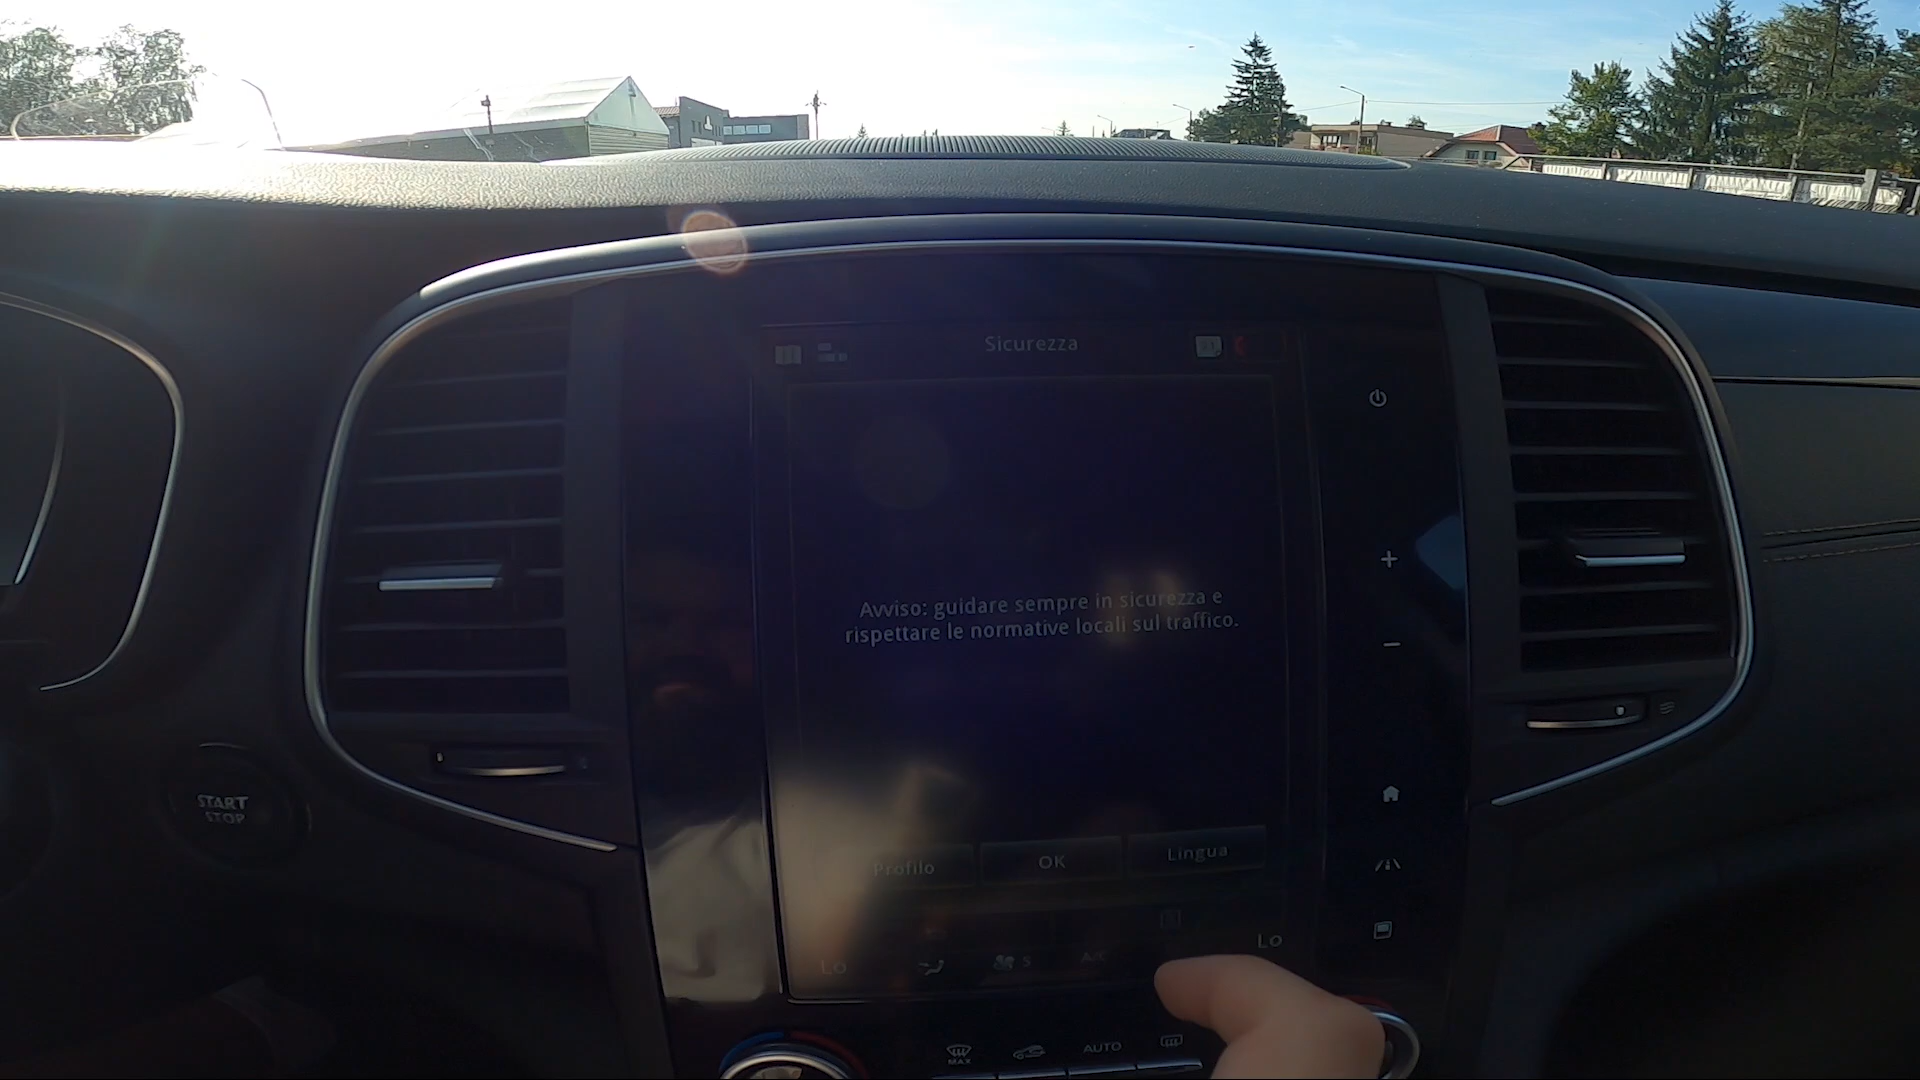 Sicurezza
Avviso: guidare sempre in sicurezza e
rispettare le normative locali sul traffico.
START
STOP
Profilo
OK
Lingua
Lo
Lo
S
A/C
MAX
AUTO